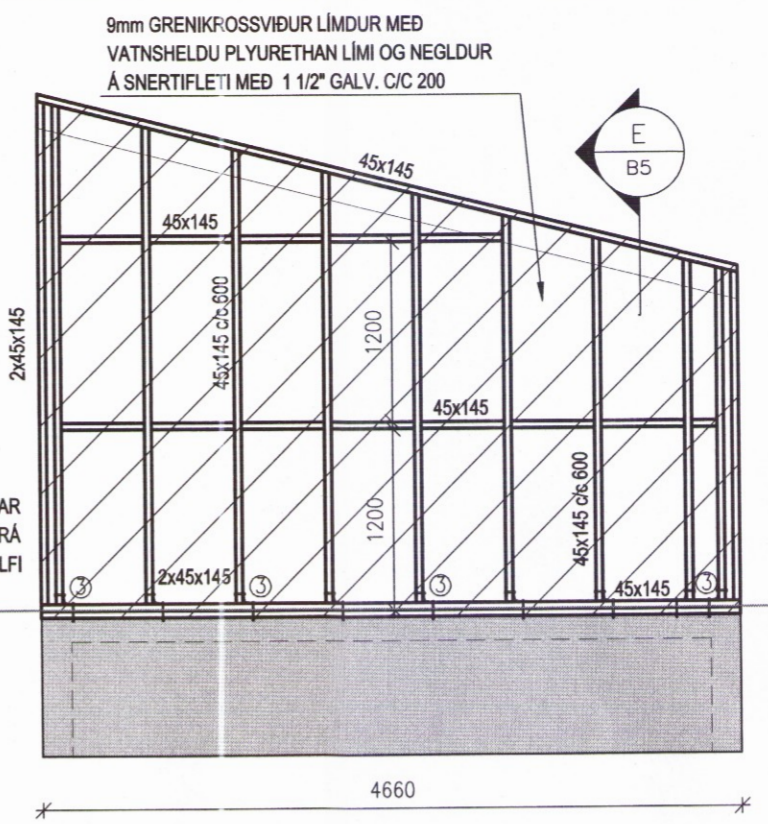 9mm GRENIKROSSVIÐUR LÍMDUR MEÐ
VATNSHELDU PLYURETHAN LÍMI OG NEGLDUR
Á SNERTIFLETI MEÐ 1 1/2" GALV. C/C 200
E
B5
45x145
45x145
2x45x145
45x145 c/c 600
1200
45x145
45x145 c/c 600
1200
AR
RÁ
LFI
2x45x145
45x145
3
3
3
3
4660